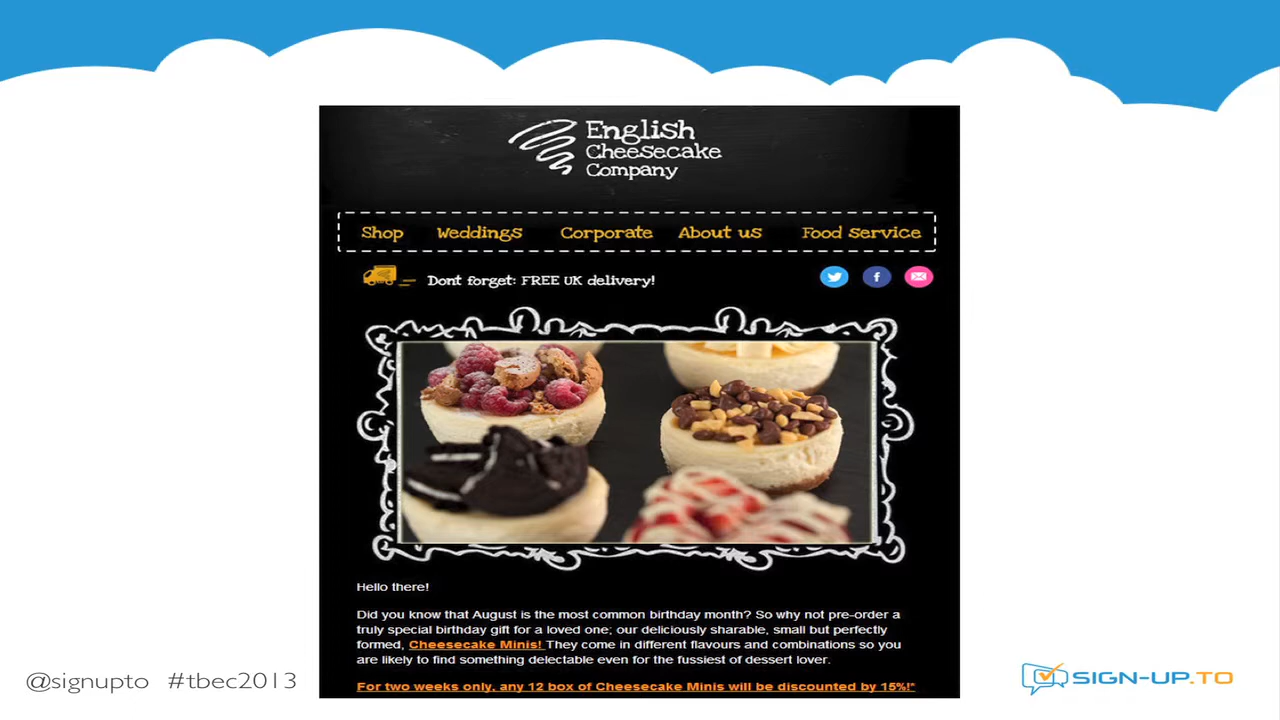 English
Cheesecake
Company
Shop Weddings Corporate About us Food service
Dont forget: FREE UK delivery!
Hello there!
Did you know that August is the most common birthday month? So why not pre-order a
truly special birthday gift for a loved one; our deliciously sharable, small but perfectly
formed, Cheesecake Minis! They come in different flavours and combinations so you
are likely to find something delectable even for the fussiest of dessert lover.
For two weeks only, any 12 box of Cheesecake Minis will be discounted by 15%!*
@signupto #tbec2013
SIGN-UP.TO